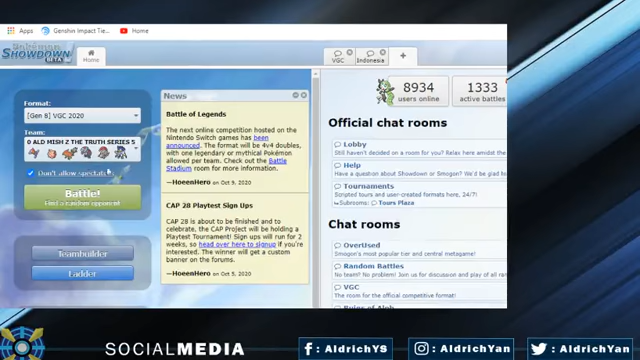 Apps Genshin Impact Tie... Home
Pokémon
SHOWDOWN
BETA
Home
VGC
Indonesia
+
8934
users online
1333
active battles
Format:
[Gen 8] VGC 2020
Team:
0 ALD MISH Z THE TRUTH SERIES 5
Don't allow spectators
Battle!
Find a random opponent
Teambuilder
Ladder
News
Battle of Legends
The next online competition hosted on the
Nintendo Switch games has been
announced. The format will be 4v4 doubles,
with one legendary or mythical Pokémon
allowed per team. Check out the Battle
Stadium room for more information.
—HoeenHero on Oct 9, 2020
CAP 28 Playtest Sign Ups
CAP 28 is about to be finished and to
celebrate, the CAP Project will be holding a
Playtest Tournament! Sign ups will run for 2
weeks, so head over here to signup if you're
interested. The winner will get a custom
banner on the forums.
—HoeenHero on Oct 5, 2020
Official chat rooms
Lobby
Still haven't decided on a room for you? Relax here
Help
Have a question about Showdown or Smogon? We'd be glad
Tournaments
Scripted tours and user-created formats here, 24/7!
Subrooms: Tours Plaza
Chat rooms
OverUsed
Smogon's most popular tier and central metagame!
Random Battles
No team? No problem! Join us for discussion and play of all
VGC
The room for the official competitive format!
SOCIALMEDIA
: AldrichYS
: AldrichYan
: AldrichYan